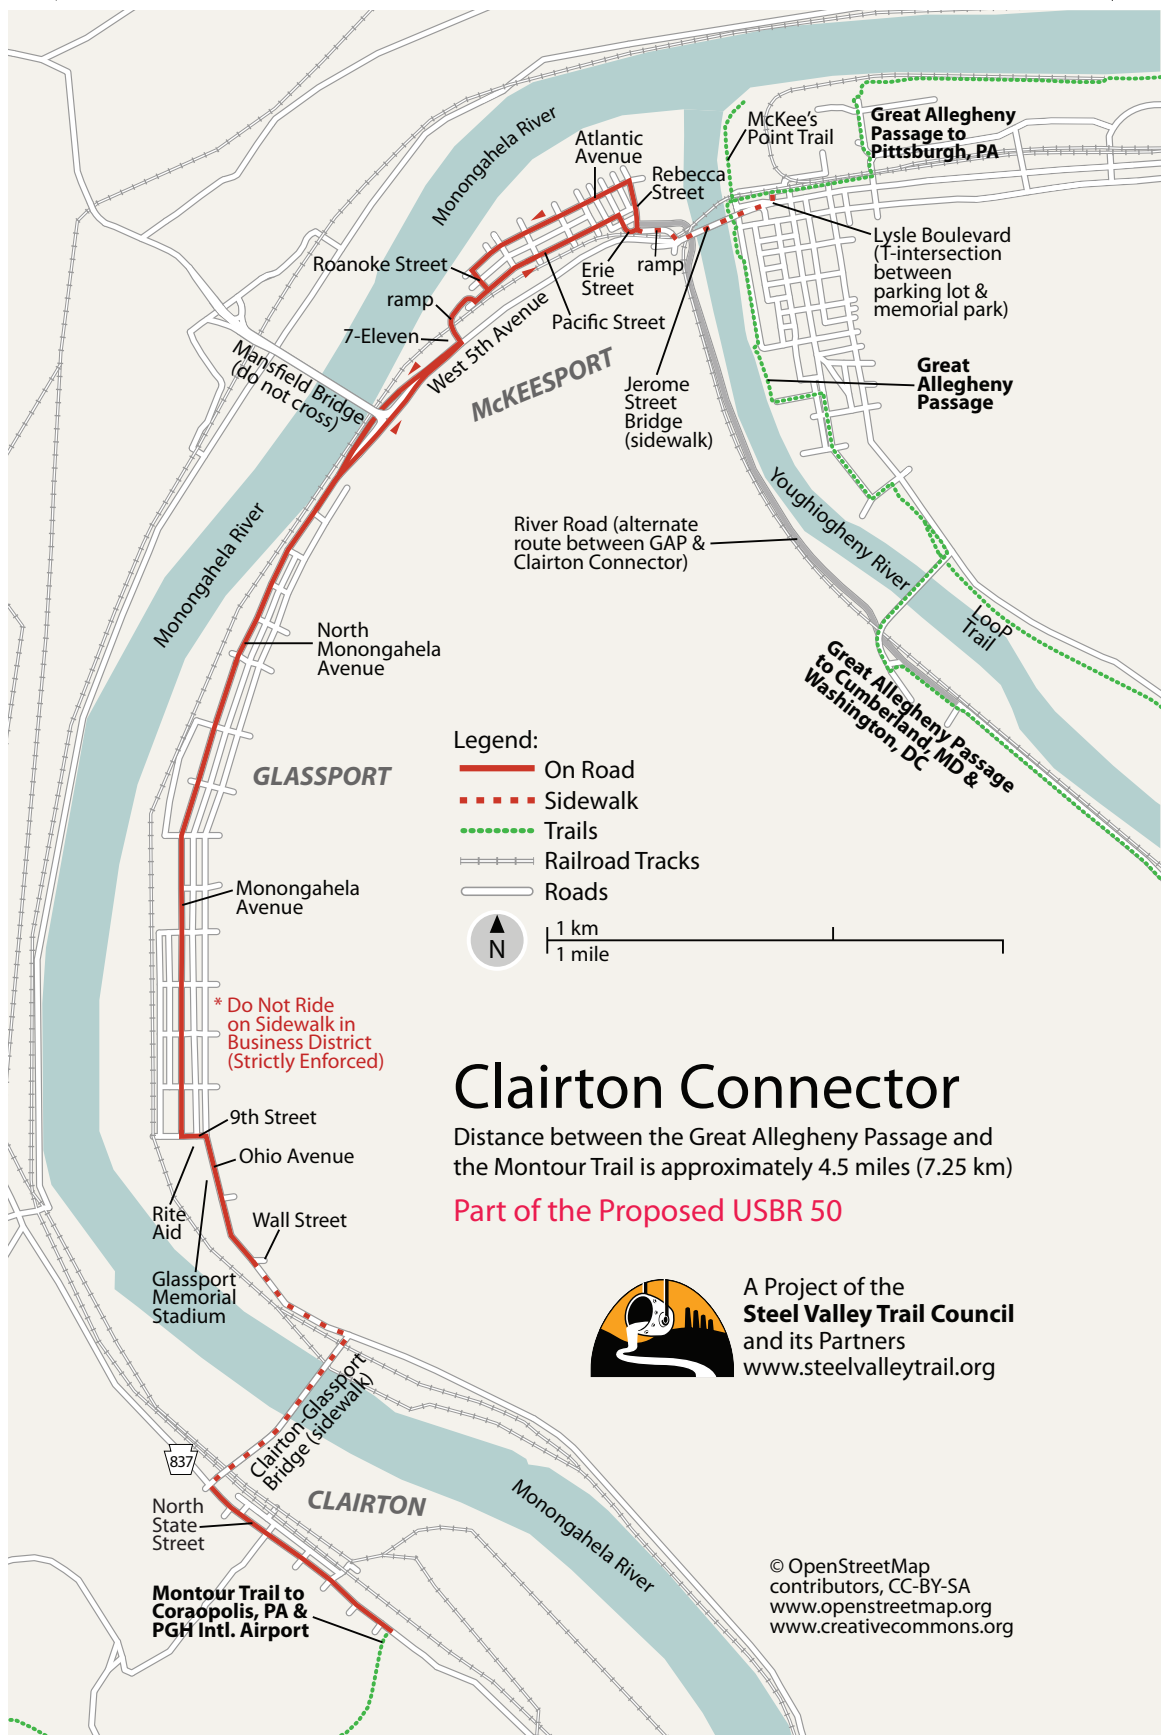 Monongahela River
Atlantic
Avenue
Rebecca
Street
McKee's
Point Trail
Great Allegheny
Passage to
Pittsburgh, PA
Roanoke Street
ramp
7-Eleven
Erie
Street
ramp
Pacific Street
Lysle Boulevard
(T-intersection
between
parking lot &
memorial park)
Mansfield Bridge
(do not cross)
West 5th Avenue
McKEESPORT
Jerome
Street
Bridge
(sidewalk)
Great
Allegheny
Passage
Monongahela River
River Road (alternate
route between GAP &
Clairton Connector)
Youghiogheny River
LooP
Trail
North
Monongahela
Avenue
Great Allegheny Passage
to Cumberland, MD &
Washington, DC
GLASSPORT
Legend:
On Road
Sidewalk
Trails
Railroad Tracks
Roads
N
1 km
1 mile
Monongahela
Avenue
* Do Not Ride
on Sidewalk in
Business District
(Strictly Enforced)
Clairton Connector
Distance between the Great Allegheny Passage and
the Montour Trail is approximately 4.5 miles (7.25 km)
Part of the Proposed USBR 50
9th Street
Ohio Avenue
Rite
Aid
Wall Street
Glassport
Memorial
Stadium
A Project of the
Steel Valley Trail Council
and its Partners
www.steelvalleytrail.org
Clairton-Glassport
Bridge (sidewalk)
837
CLAIRTON
North
State
Street
Monongahela River
Montour Trail to
Coraopolis, PA &
PGH Intl. Airport
© OpenStreetMap
contributors, CC-BY-SA
www.openstreetmap.org
www.creativecommons.org